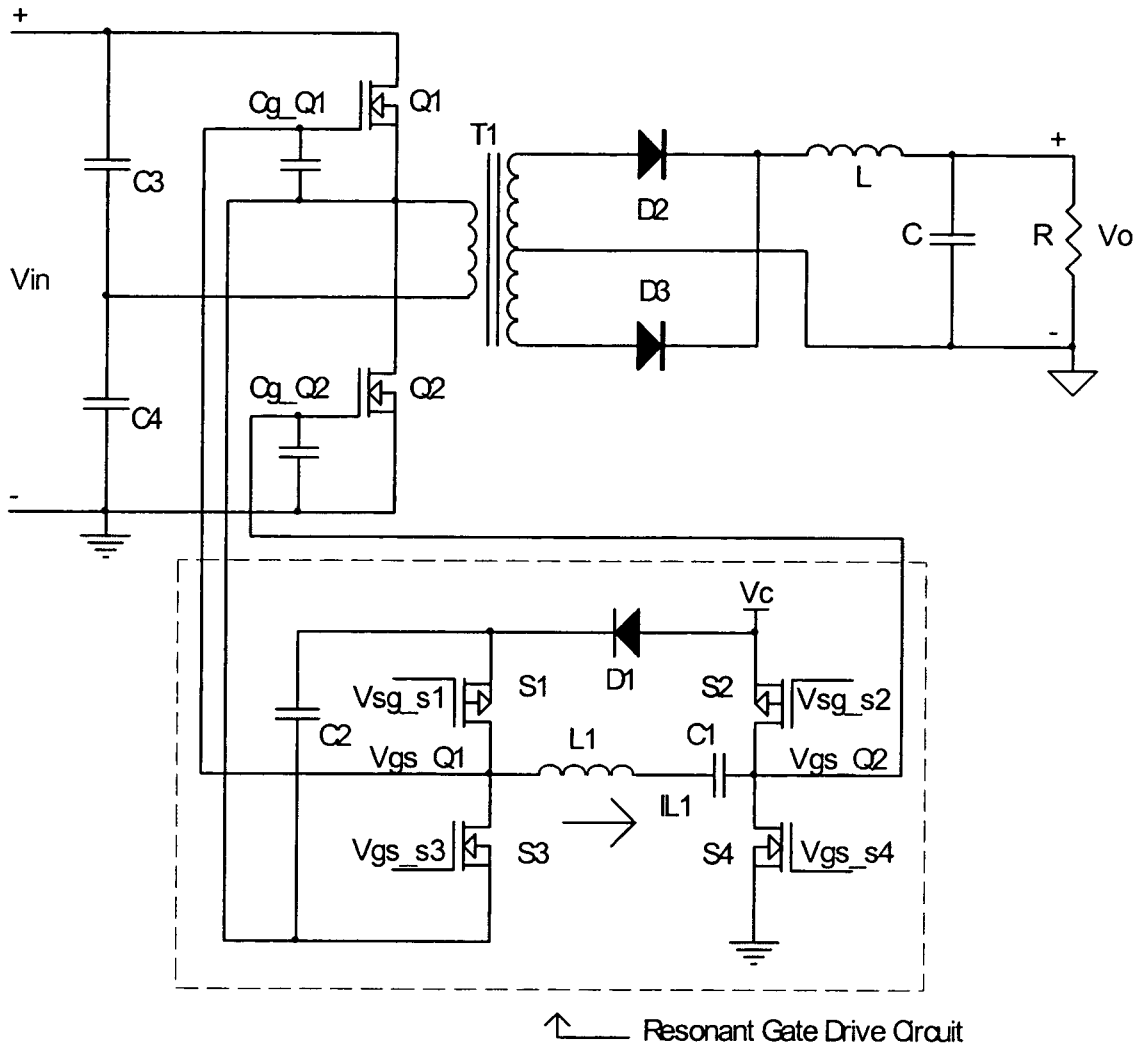 +
Cg_Q1
Q1
T1
+
C3
D2
L
C
R
Vo
Vin
D3
-
Cg_Q2
Q2
C4
-
Vc
Vsg_s1
S1
D1
S2
Vsg_s2
C2
Vgs_Q1
L1
C1
Vgs_Q2
IL1
Vgs_s3
S3
S4
Vgs_s4
Resonant Gate Drive Circuit